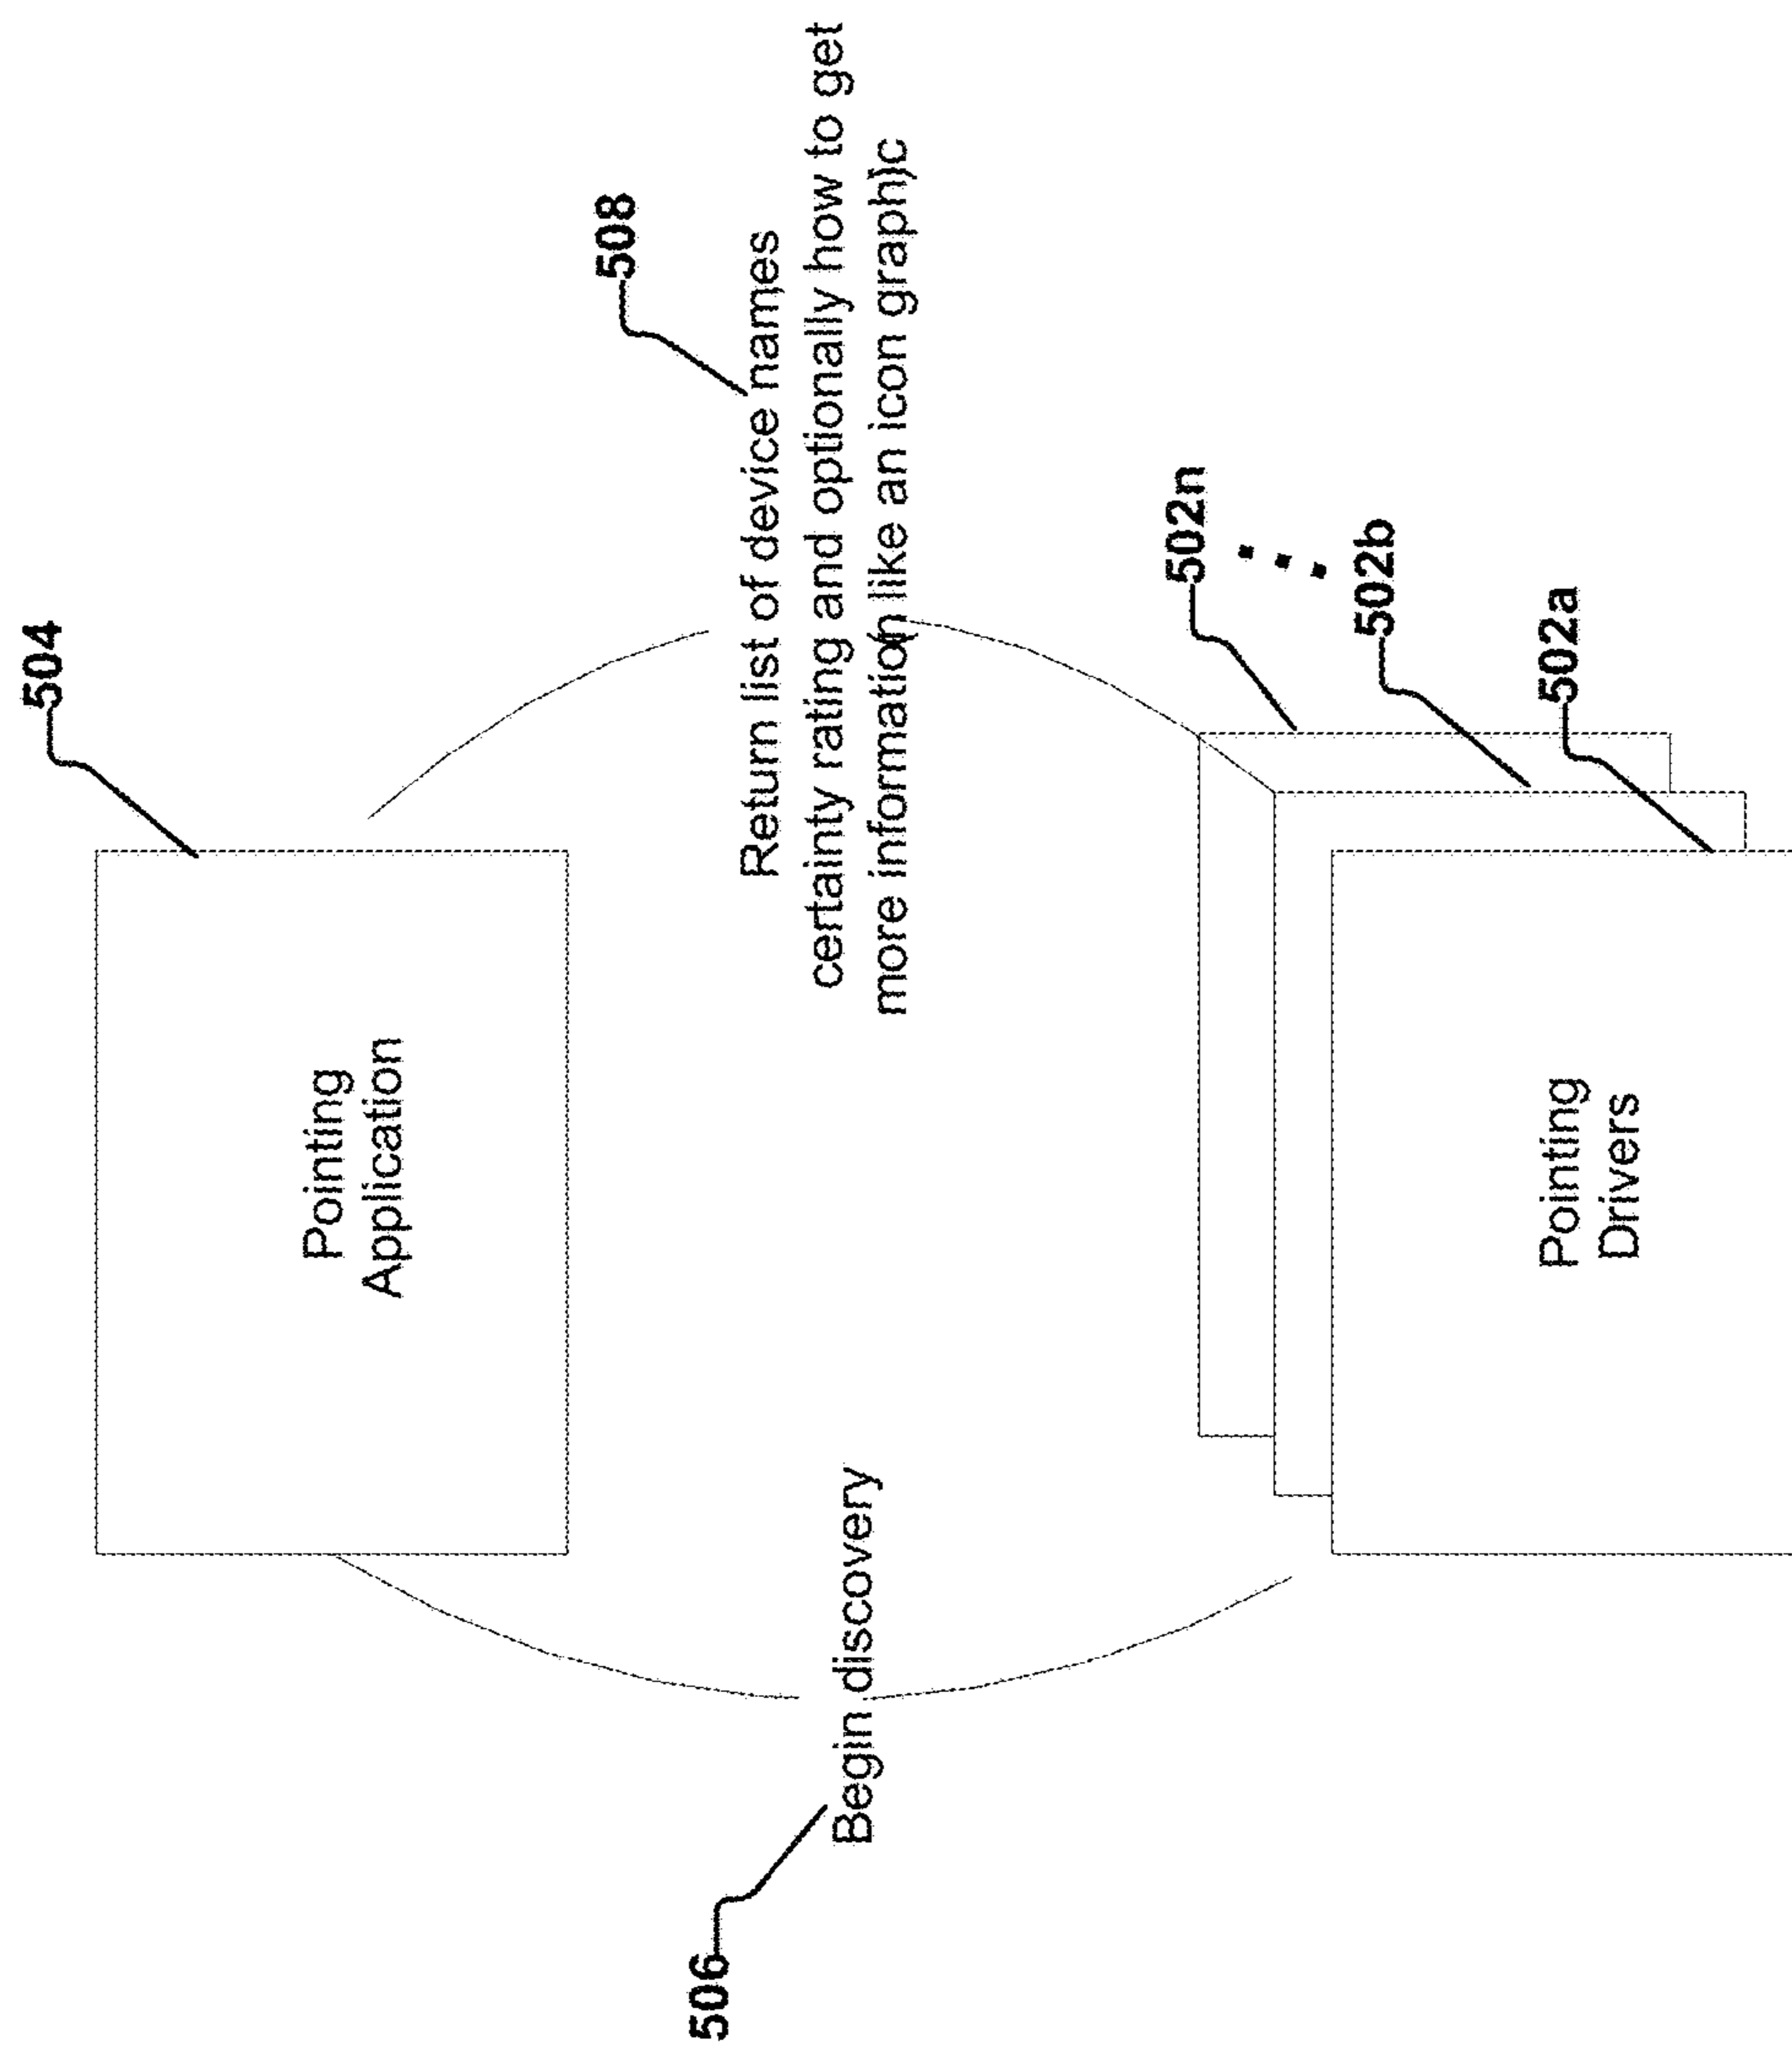 504
Pointing
Application
508
Return list of device names
certainty rating and optionally how to get
more information like an icon graphic
506
Begin discovery
502n
502b
502a
Pointing
Drivers